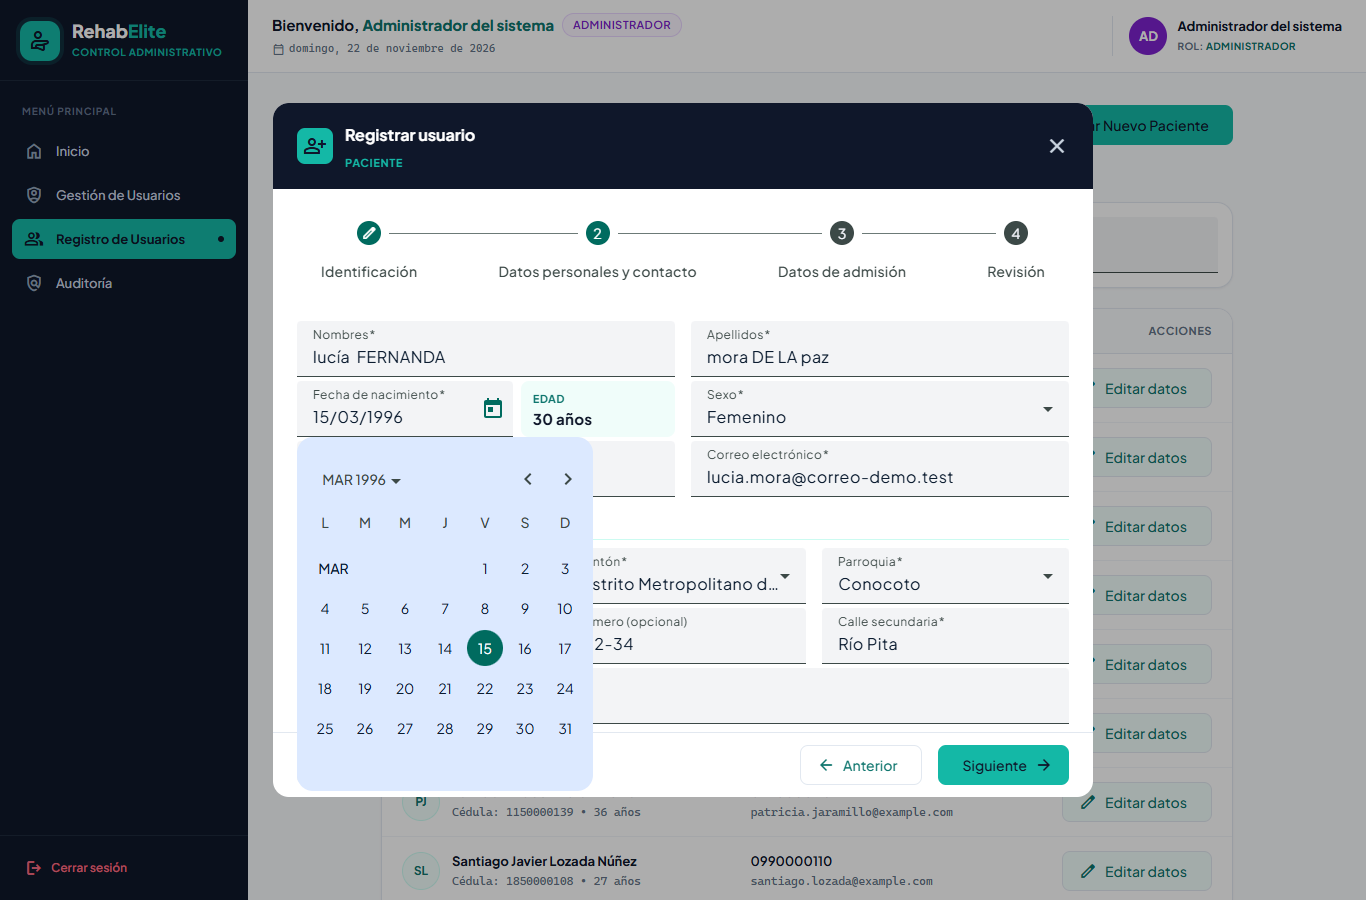 RehabElite
CONTROL ADMINISTRATIVO
MENÚ PRINCIPAL
Inicio
Gestión de Usuarios
Registro de Usuarios
Auditoría
Cerrar sesión
Bienvenido, Administrador del sistema ADMINISTRADOR
domingo, 22 de noviembre de 2026
AD
Administrador del sistema
ROL: ADMINISTRADOR
Nuevo Paciente
Registrar usuario
PACIENTE
2 3 4
Identificación Datos personales y contacto Datos de admisión Revisión
Nombres*
lucía  FERNANDA
Apellidos*
mora DE LA paz
Fecha de nacimiento*
15/03/1996
EDAD
30 años
Sexo*
Femenino
Correo electrónico*
lucia.mora@correo-demo.test
MAR 1996
L M M J V S D
MAR 1 2 3
4 5 6 7 8 9 10
11 12 13 14 15 16 17
18 19 20 21 22 23 24
25 26 27 28 29 30 31
ntón*
strito Metropolitano d...
Parroquia*
Conocoto
mero (opcional)
2-34
Calle secundaria*
Río Pita
Anterior
Siguiente
ACCIONES
Editar datos
Editar datos
Editar datos
Editar datos
Editar datos
Editar datos
PJ
Cédula: 1150000139 • 36 años
patricia.jaramillo@example.com
Editar datos
SL
Santiago Javier Lozada Núñez
Cédula: 1850000108 • 27 años
0990000110
santiago.lozada@example.com
Editar datos